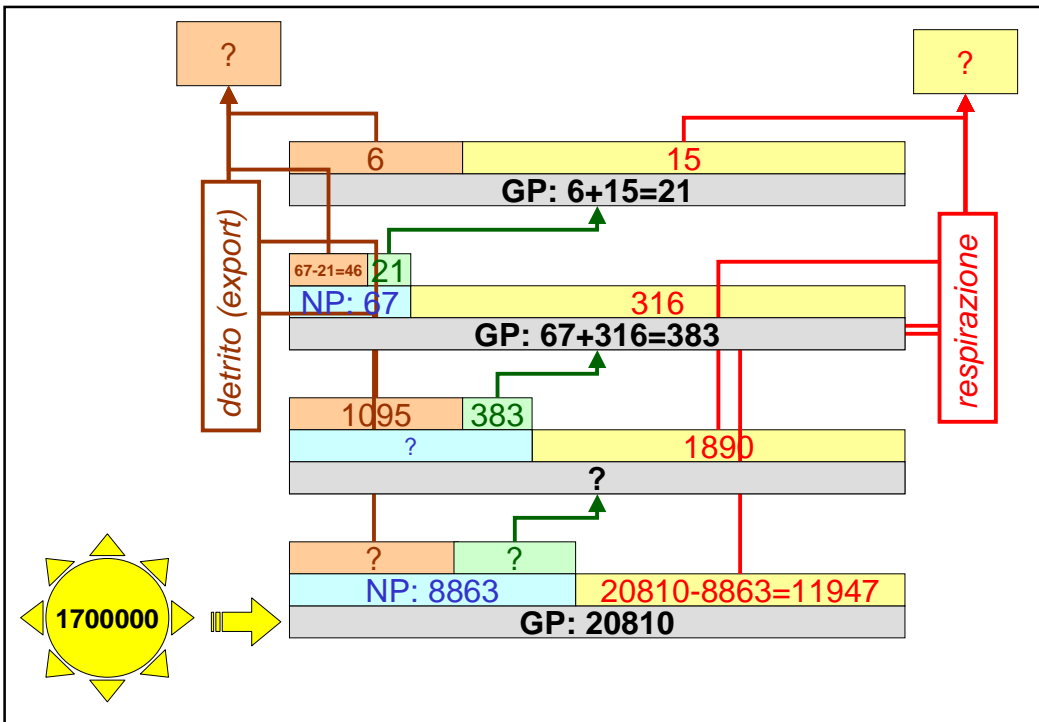 ?
?
6
15
GP: 6+15=21
67-21=46
21
NP: 67
316
GP: 67+316=383
detrito (export)
respirazione
1095
383
?
1890
?
?
?
NP: 8863
20810-8863=11947
1700000
GP: 20810